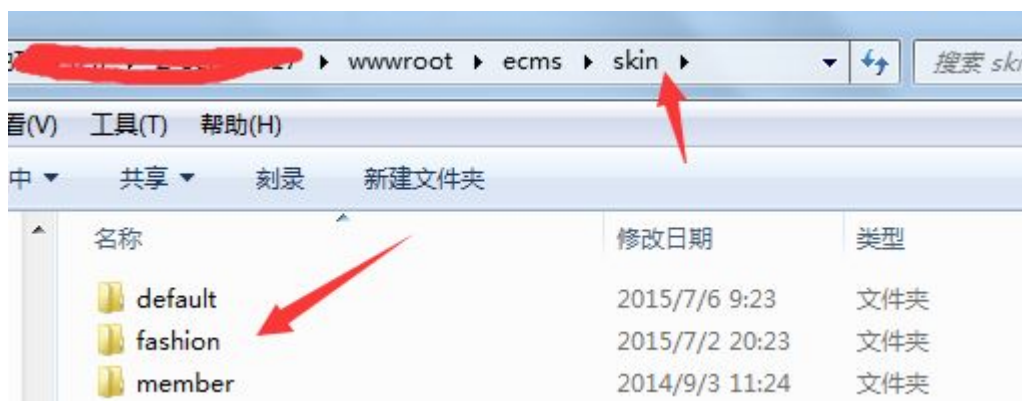 wwwroot ▸ ecms ▸ skin ▸ 搜索 ski
看(V) 工具(T) 帮助(H)
中 共享 刻录 新建文件夹
名称 修改日期 类型
default 2015/7/6 9:23 文件夹
fashion 2015/7/2 20:23 文件夹
member 2014/9/3 11:24 文件夹